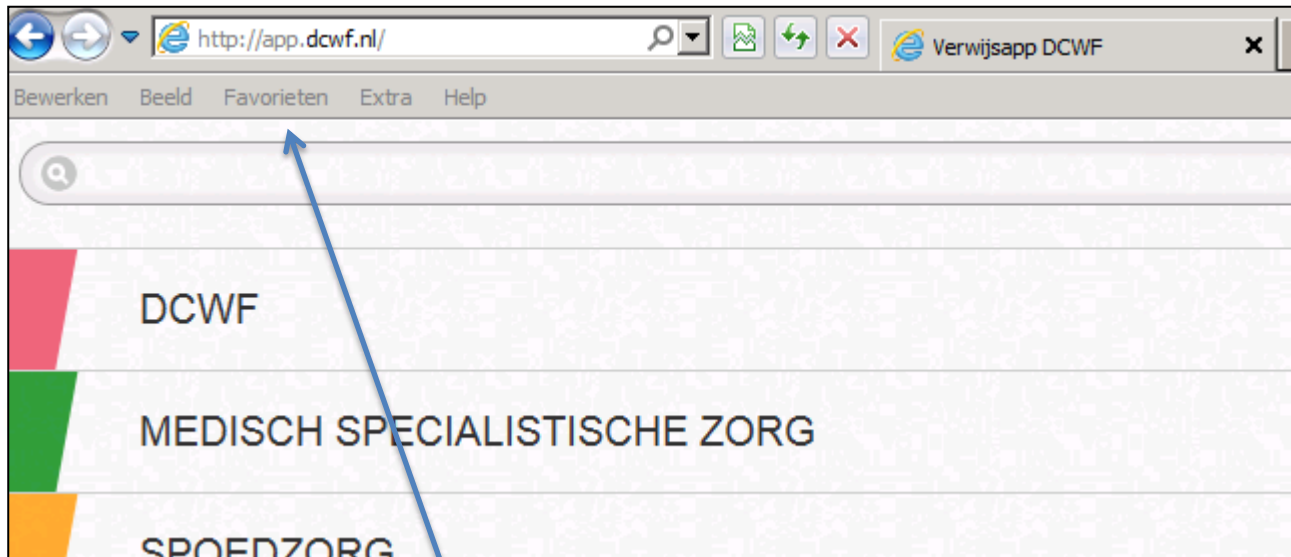 http://app.dcwf.nl/
Verwijsapp DCWF
Bewerken Beeld Favorieten Extra Help
DCWF
MEDISCH SPECIALISTISCHE ZORG
SPOEDZORG